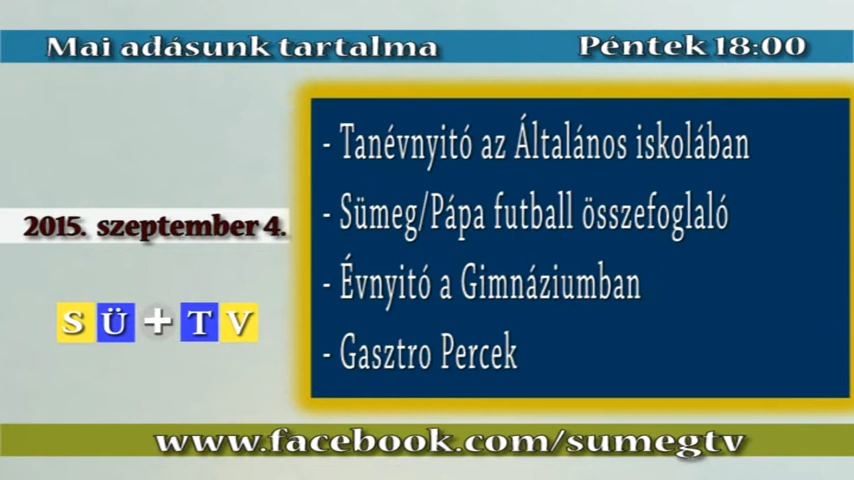 Mai adásunk tartalma
Péntek 18:00
- Tanévnyitó az Általános iskolában
- Sümeg/Pápa futball összefoglaló
2015. szeptember 4.
- Évnyitó a Gimnáziumban
SÜ+TV
- Gasztro Percek
www.facebook.com/sumegtv